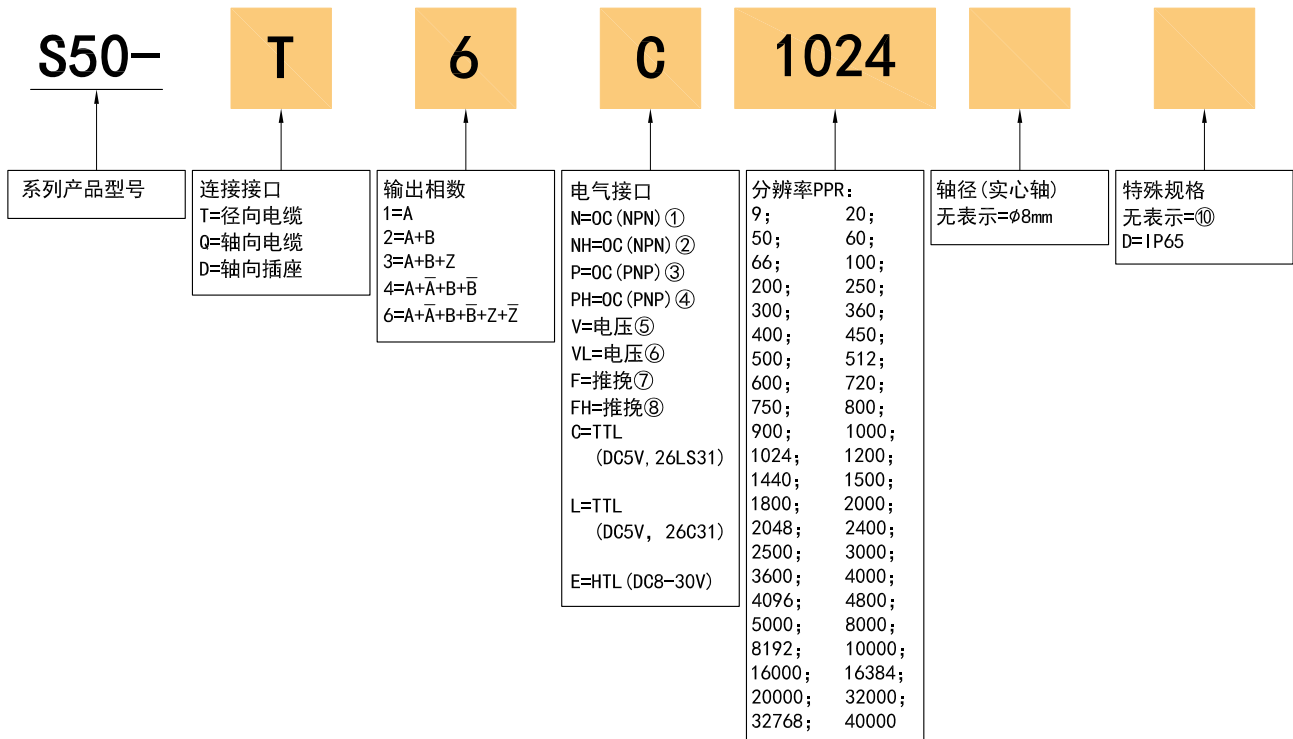 S50-
T
6
C
1024
系列产品型号
连接接口
T=径向电缆
Q=轴向电缆
D=轴向插座
输出相数
1=A
2=A+B
3=A+B+Z
4=A+A̅+B+B̅
6=A+A̅+B+B̅+Z+Z̅
电气接口
N=OC(NPN)①
NH=OC(NPN)②
P=OC(PNP)③
PH=OC(PNP)④
V=电压⑤
VL=电压⑥
F=推挽⑦
FH=推挽⑧
C=TTL
(DC5V,26LS31)
L=TTL
(DC5V, 26C31)
E=HTL(DC8-30V)
分辨率PPR:
9; 20;
50; 60;
66; 100;
200; 250;
300; 360;
400; 450;
500; 512;
600; 720;
750; 800;
900; 1000;
1024; 1200;
1440; 1500;
1800; 2000;
2048; 2400;
2500; 3000;
3600; 4000;
4096; 4800;
5000; 8000;
8192; 10000;
16000; 16384;
20000; 32000;
32768; 40000
轴径(实心轴)
无表示=φ8mm
特殊规格
无表示=⑩
D=IP65